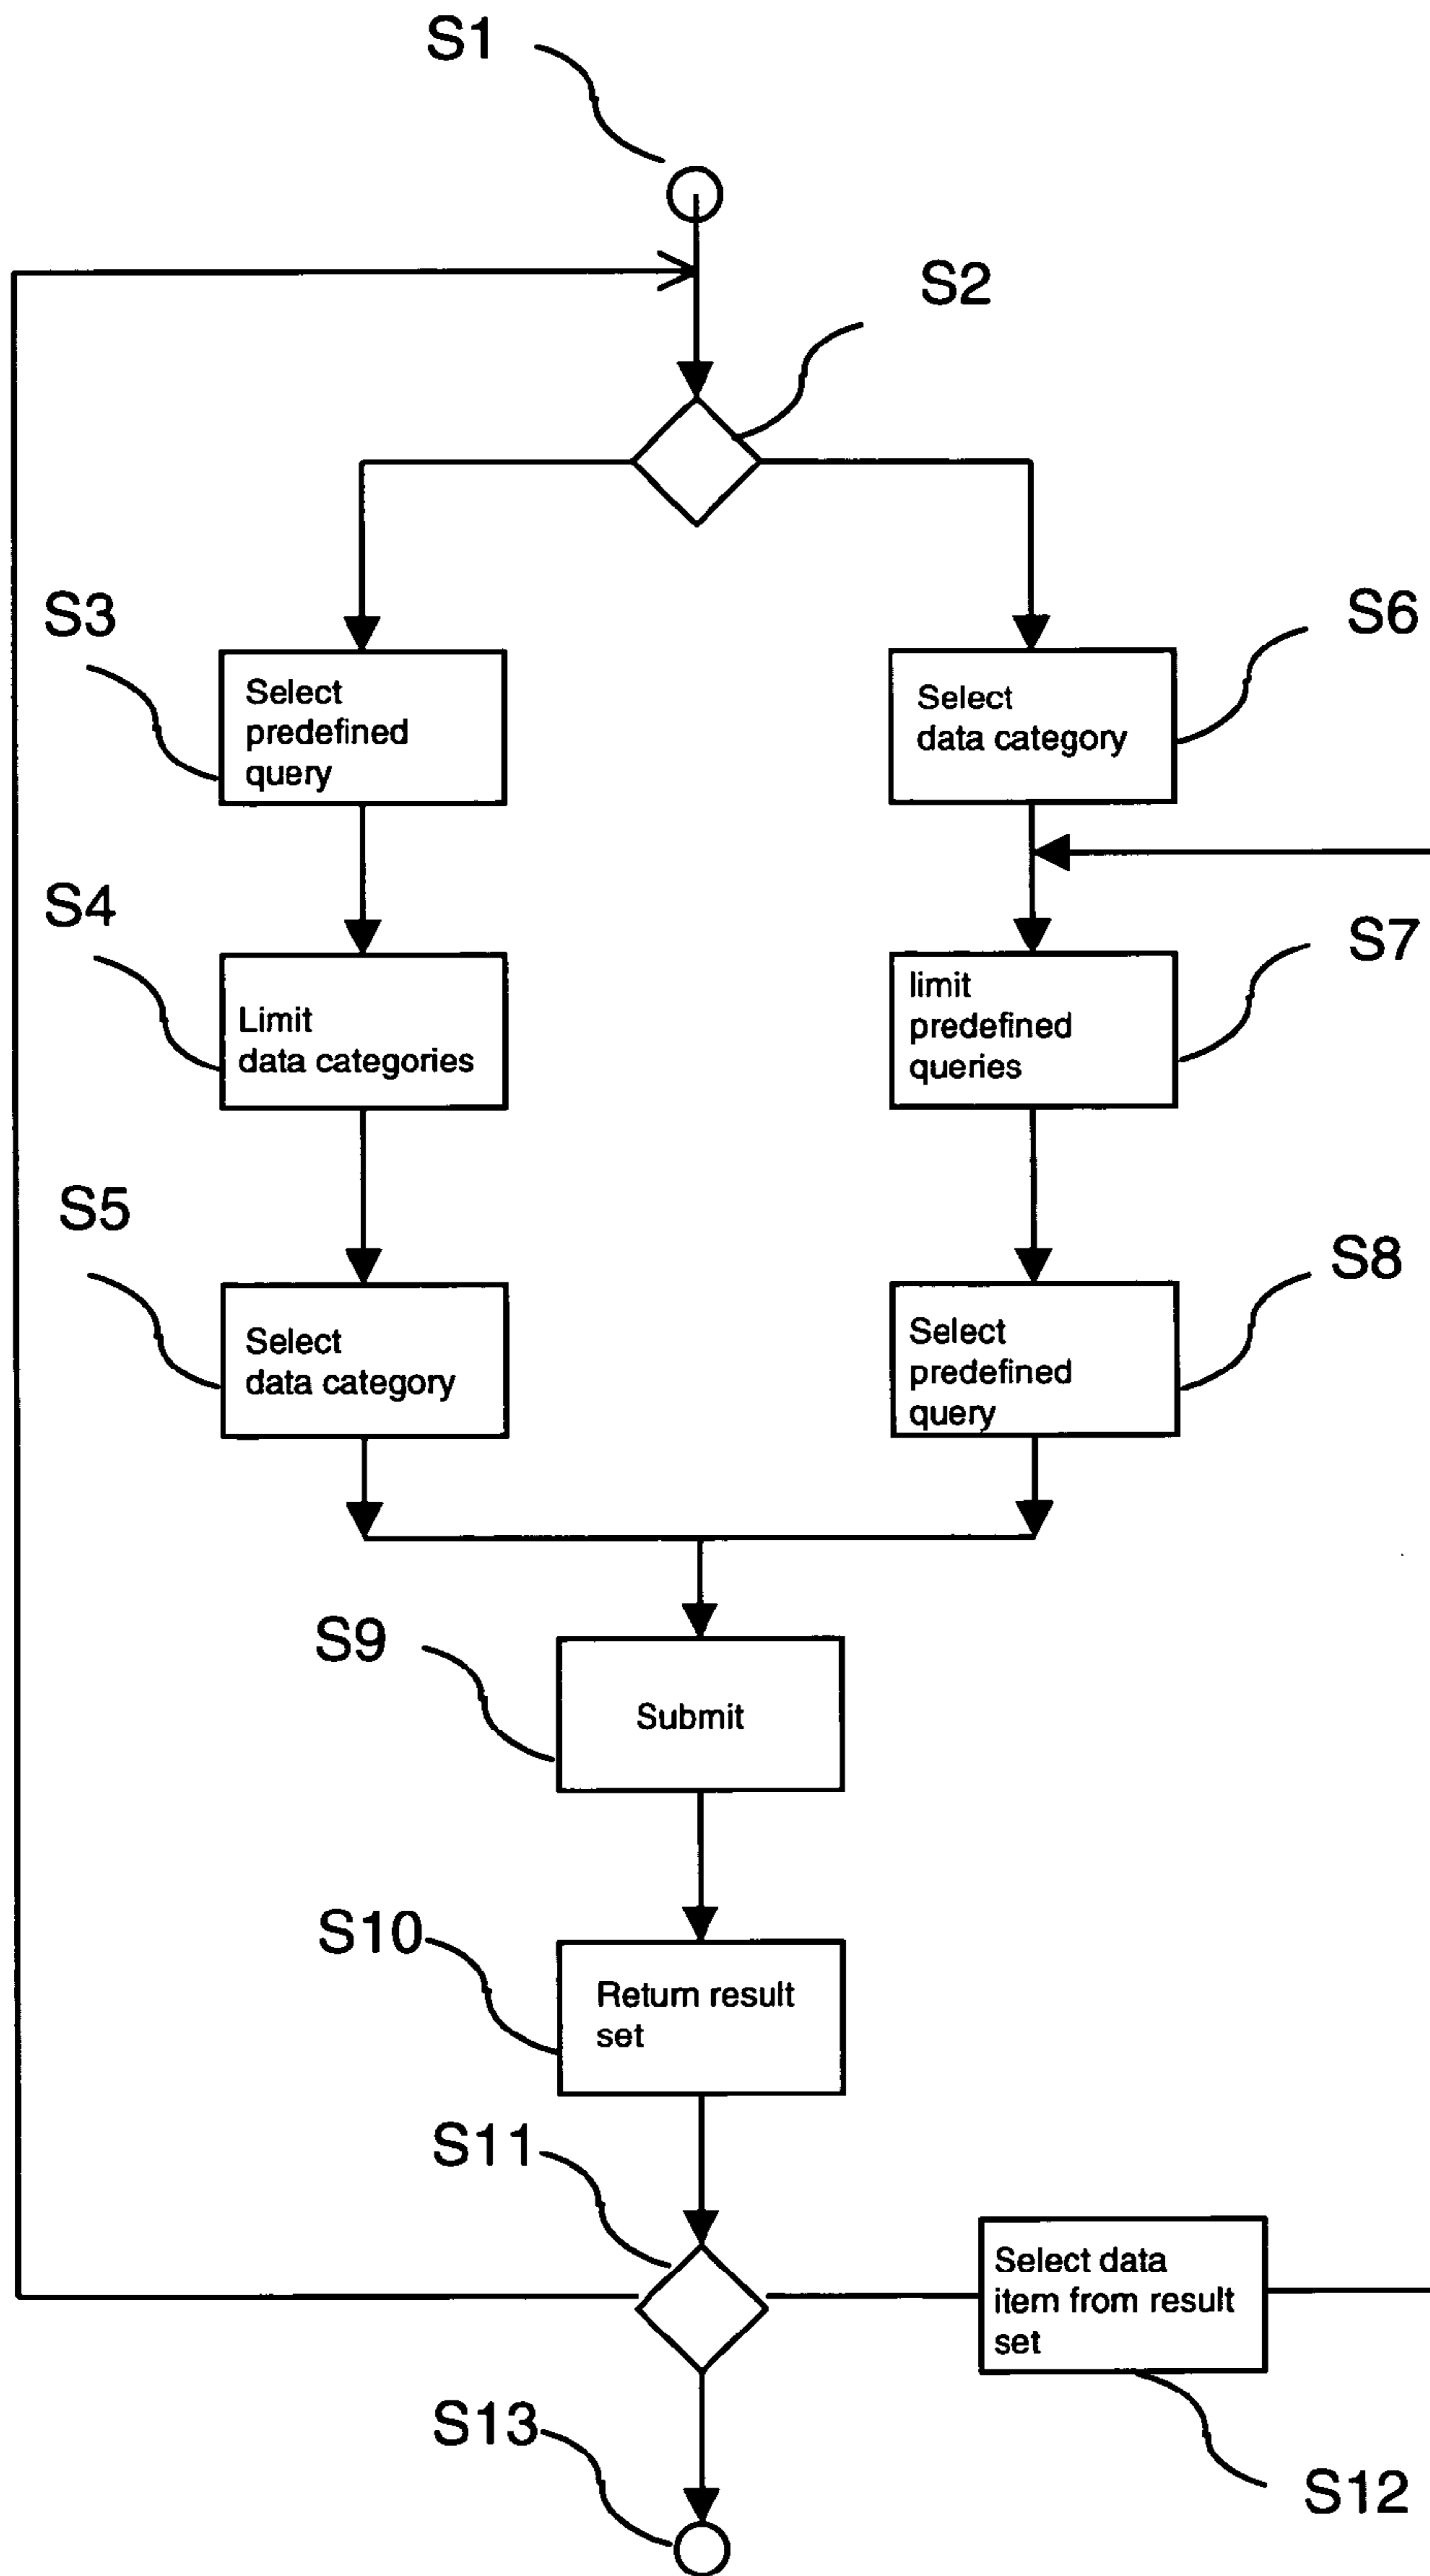 S1
S2
S3
Select
predefined
query
S6
Select
data category
S4
Limit
data categories
S7
limit
predefined
queries
S5
Select
data category
S8
Select
predefined
query
S9
Submit
S10
Return result
set
S11
Select data
item from result
set
S13
S12